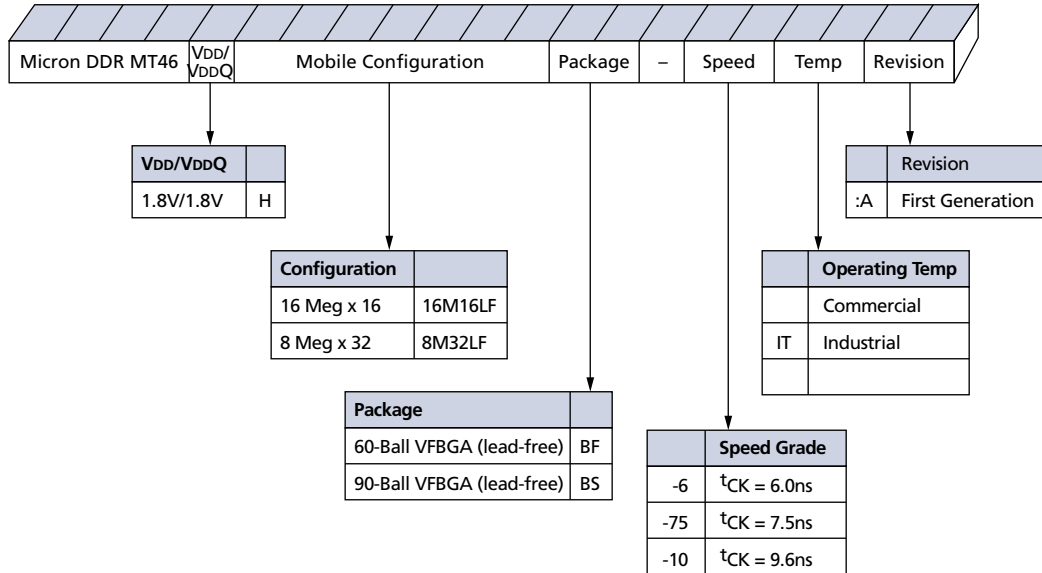 Micron DDR MT46 VDD/VDDQ Mobile Configuration Package – Speed Temp Revision
VDD/VDDQ
1.8V/1.8V H
Revision
:A First Generation
Configuration
16 Meg x 16 16M16LF
8 Meg x 32 8M32LF
Operating Temp
Commercial
IT Industrial
Package
60-Ball VFBGA (lead-free) BF
90-Ball VFBGA (lead-free) BS
Speed Grade
-6 tCK = 6.0ns
-75 tCK = 7.5ns
-10 tCK = 9.6ns